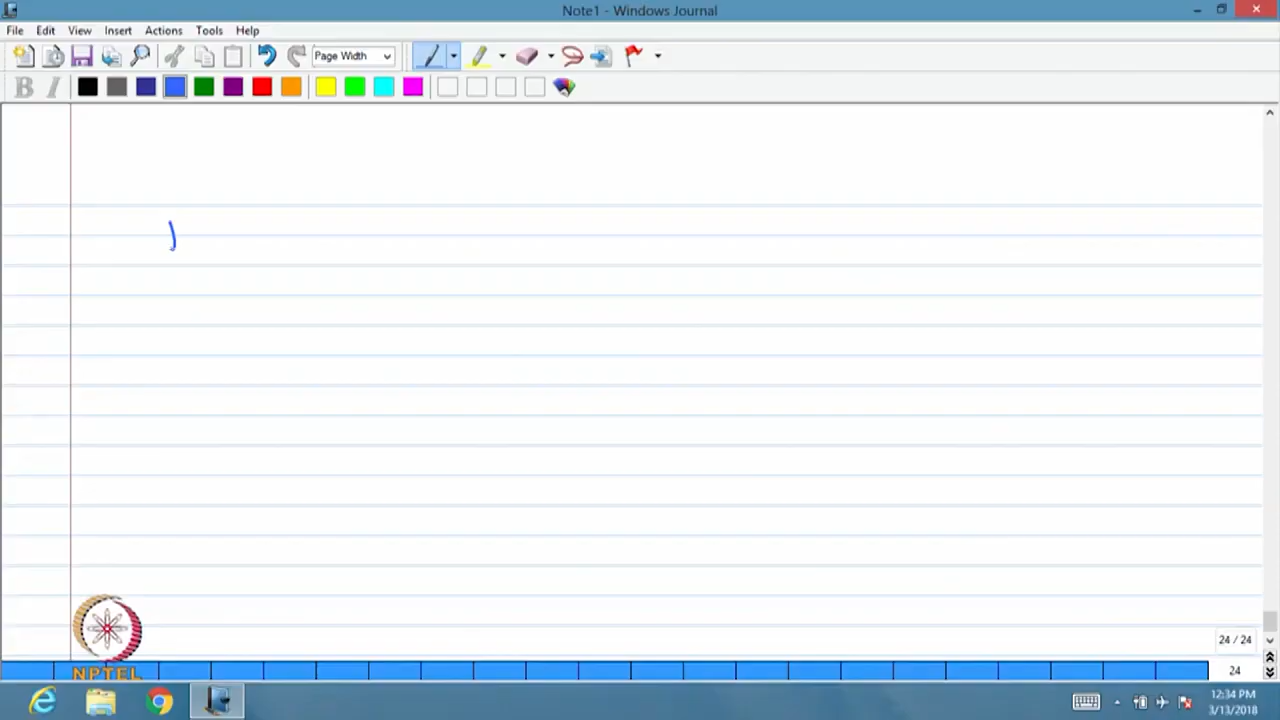 Note1 - Windows Journal
File Edit View Insert Actions Tools Help
Page Width
B I
24 / 24
NPTEL
24
12:34 PM
3/13/2018